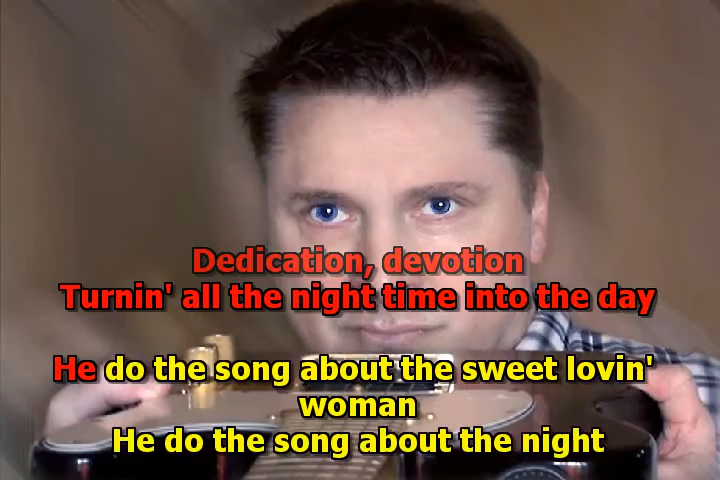 Dedication, devotion
Turnin' all the night time into the day
He do the song about the sweet lovin'
woman
He do the song about the night